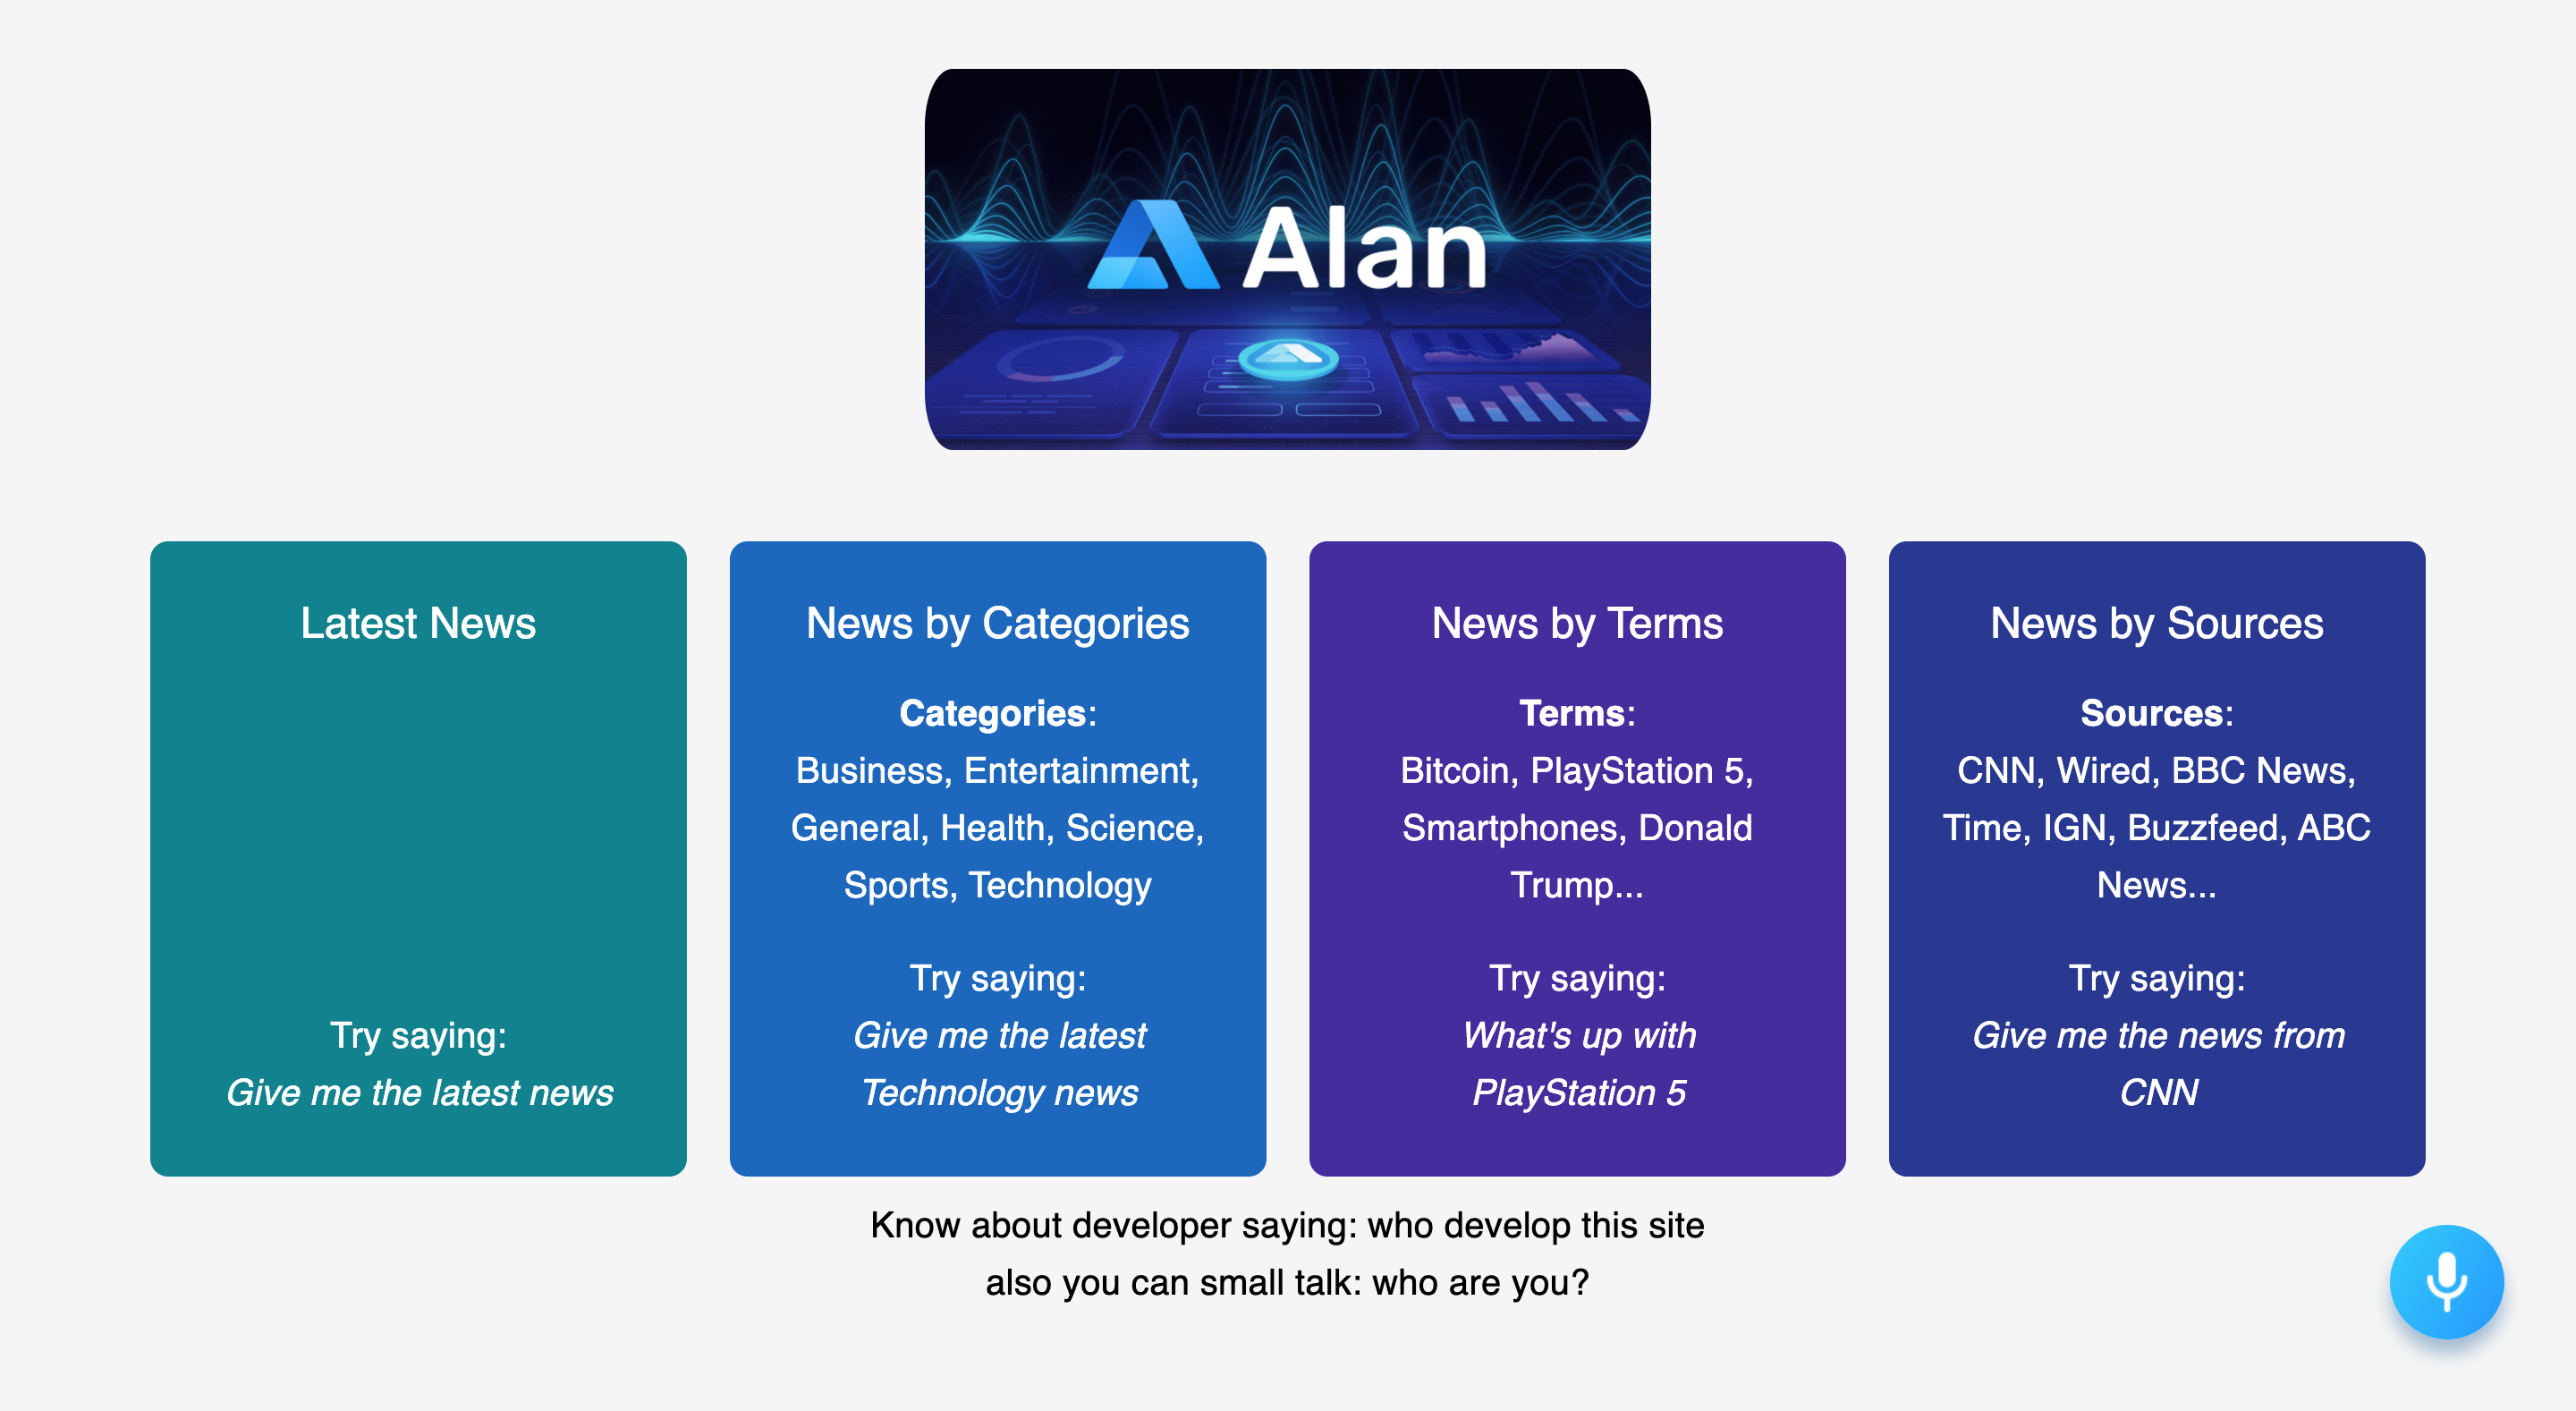 Alan
Latest News
Try saying:
Give me the latest news
News by Categories
Categories:
Business, Entertainment,
General, Health, Science,
Sports, Technology
Try saying:
Give me the latest
Technology news
News by Terms
Terms:
Bitcoin, PlayStation 5,
Smartphones, Donald
Trump...
Try saying:
What's up with
PlayStation 5
News by Sources
Sources:
CNN, Wired, BBC News,
Time, IGN, Buzzfeed, ABC
News...
Try saying:
Give me the news from
CNN
Know about developer saying: who develop this site
also you can small talk: who are you?